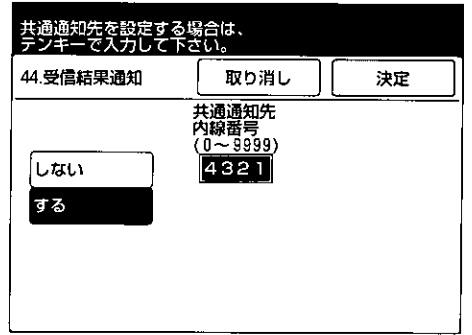 共通通知先を設定する場合は、
テンキーで入力して下さい。
44.受信結果通知 取り消し 決定
共通通知先
内線番号
(0～9999)
4321
しない
する